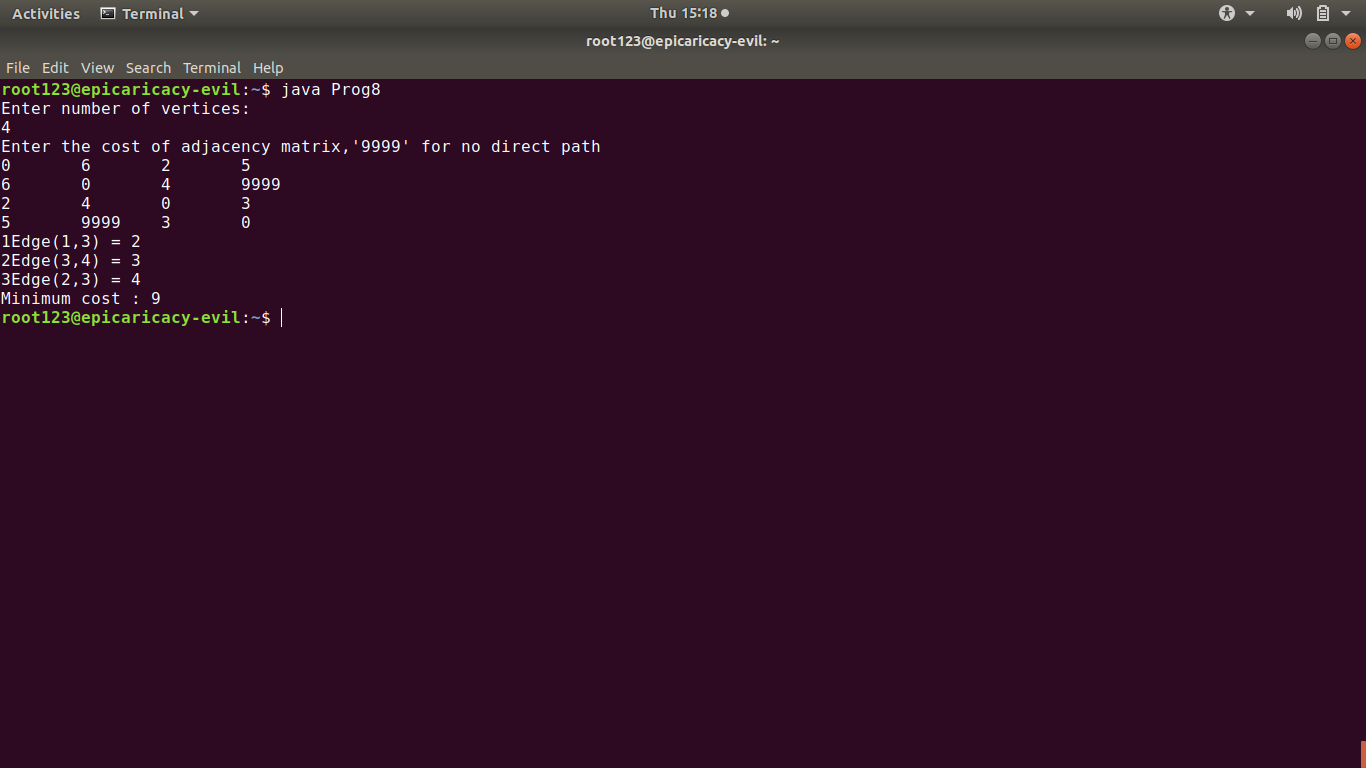 Activities Terminal Thu 15:18
root123@epicaricacy-evil: ~
File Edit View Search Terminal Help
root123@epicaricacy-evil:~$ java Prog8
Enter number of vertices:
4
Enter the cost of adjacency matrix,'9999' for no direct path
0 6 2 5
6 0 4 9999
2 4 0 3
5 9999 3 0
1Edge(1,3) = 2
2Edge(3,4) = 3
3Edge(2,3) = 4
Minimum cost : 9
root123@epicaricacy-evil:~$